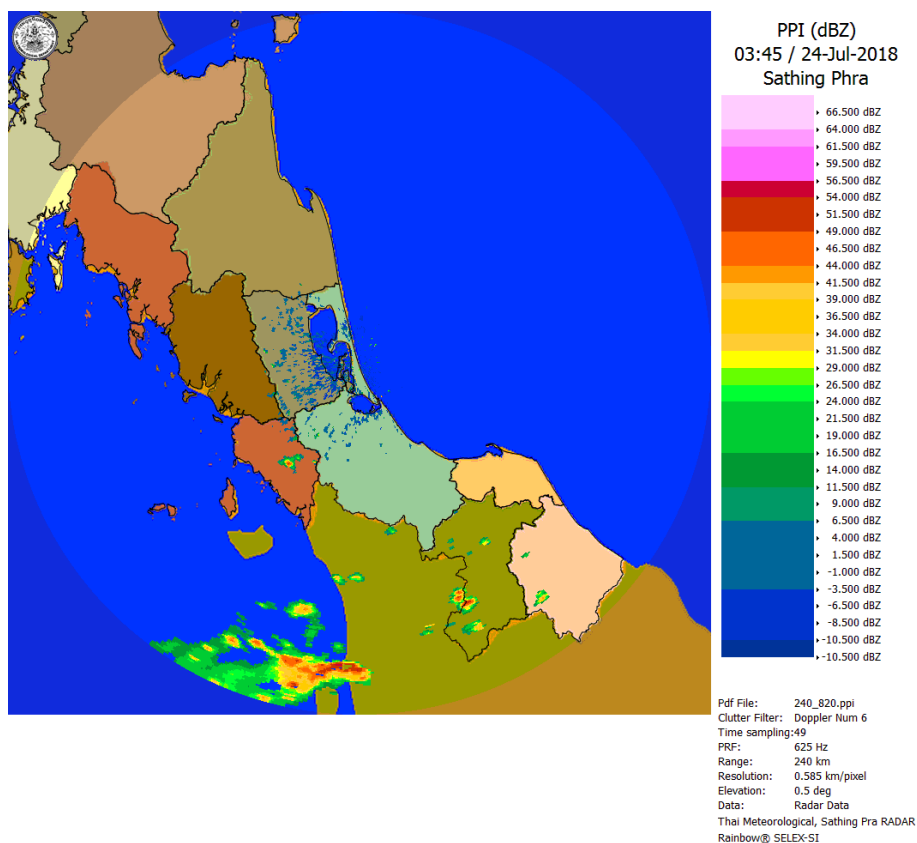 PPI (dBZ)
03:45 / 24-Jul-2018
Sathing Phra
66.500 dBZ
64.000 dBZ
61.500 dBZ
59.500 dBZ
56.500 dBZ
54.000 dBZ
51.500 dBZ
49.000 dBZ
46.500 dBZ
44.000 dBZ
41.500 dBZ
39.000 dBZ
36.500 dBZ
34.000 dBZ
31.500 dBZ
29.000 dBZ
26.500 dBZ
24.000 dBZ
21.500 dBZ
19.000 dBZ
16.500 dBZ
14.000 dBZ
11.500 dBZ
9.000 dBZ
6.500 dBZ
4.000 dBZ
1.500 dBZ
-1.000 dBZ
-3.500 dBZ
-6.500 dBZ
-8.500 dBZ
-10.500 dBZ
-10.500 dBZ
Pdf File: 240_820.ppi
Clutter Filter: Doppler Num 6
Time sampling:49
PRF: 625 Hz
Range: 240 km
Resolution: 0.585 km/pixel
Elevation: 0.5 deg
Data: Radar Data
Thai Meteorological, Sathing Pra RADAR
Rainbow® SELEX-SI